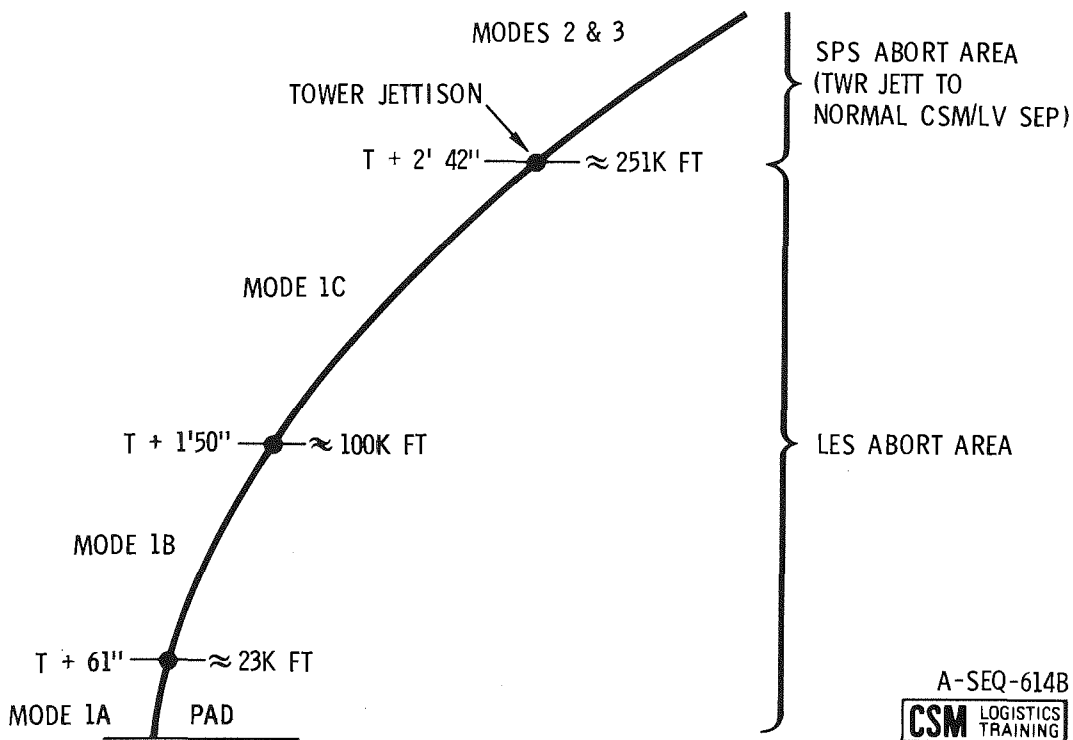 MODES 2 & 3
SPS ABORT AREA
(TWR JETT TO
NORMAL CSM/LV SEP)
TOWER JETTISON
T + 2' 42" ≈ 251K FT
MODE 1C
T + 1'50" ≈ 100K FT
LES ABORT AREA
MODE 1B
T + 61" ≈ 23K FT
MODE 1A PAD
A-SEQ-614B
CSM LOGISTICS
TRAINING